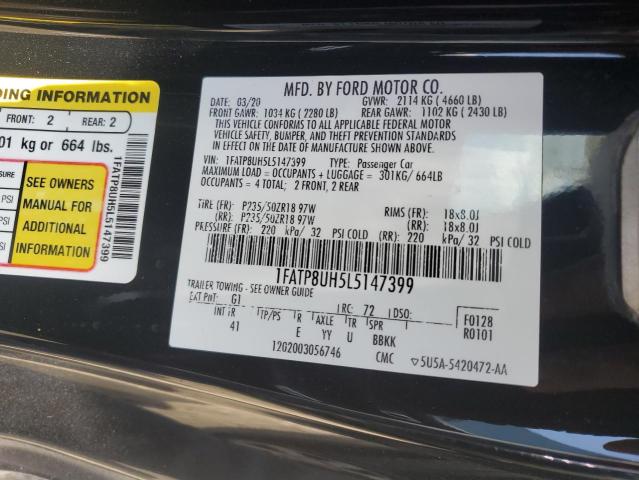 DING INFORMATION
FRONT: 2 REAR: 2
01 kg or 664 lbs.
SURE
PSI
PSI
PSI
SEE OWNERS
MANUAL FOR
ADDITIONAL
INFORMATION
1FATP8UH5L5147399
MFD. BY FORD MOTOR CO.
DATE: 03/20 GVWR: 2114 KG (4660 LB)
FRONT GAWR: 1034 KG (2280 LB) REAR GAWR: 1102 KG (2430 LB)
THIS VEHICLE CONFORMS TO ALL APPLICABLE FEDERAL MOTOR
VEHICLE SAFETY, BUMPER, AND THEFT PREVENTION STANDARDS
IN EFFECT ON THE DATE OF MANUFACTURE SHOWN ABOVE.
VIN: 1FATP8UH5L5147399 TYPE: Passenger Car
MAXIMUM LOAD = OCCUPANTS + LUGGAGE = 301KG/ 664LB
OCCUPANTS = 4 TOTAL; 2 FRONT, 2 REAR
TIRE (FR): P235/50ZR18 97W RIMS (FR): 18x8.0J
(RR): P235/50ZR18 97W (RR): 18x8.0J
PRESSURE (FR): 220 kPa/ 32 PSI COLD (RR): 220 kPa/ 32 PSI COLD
1FATP8UH5L5147399
TRAILER TOWING - SEE OWNER GUIDE
EXT PNT: G1 RC: 72 DSO: F0128
INT TR TP/PS R AXLE TR SPR R0101
41 E YY U BBKK
12G2003056746 CMC ▽5U5A-5420472-AA